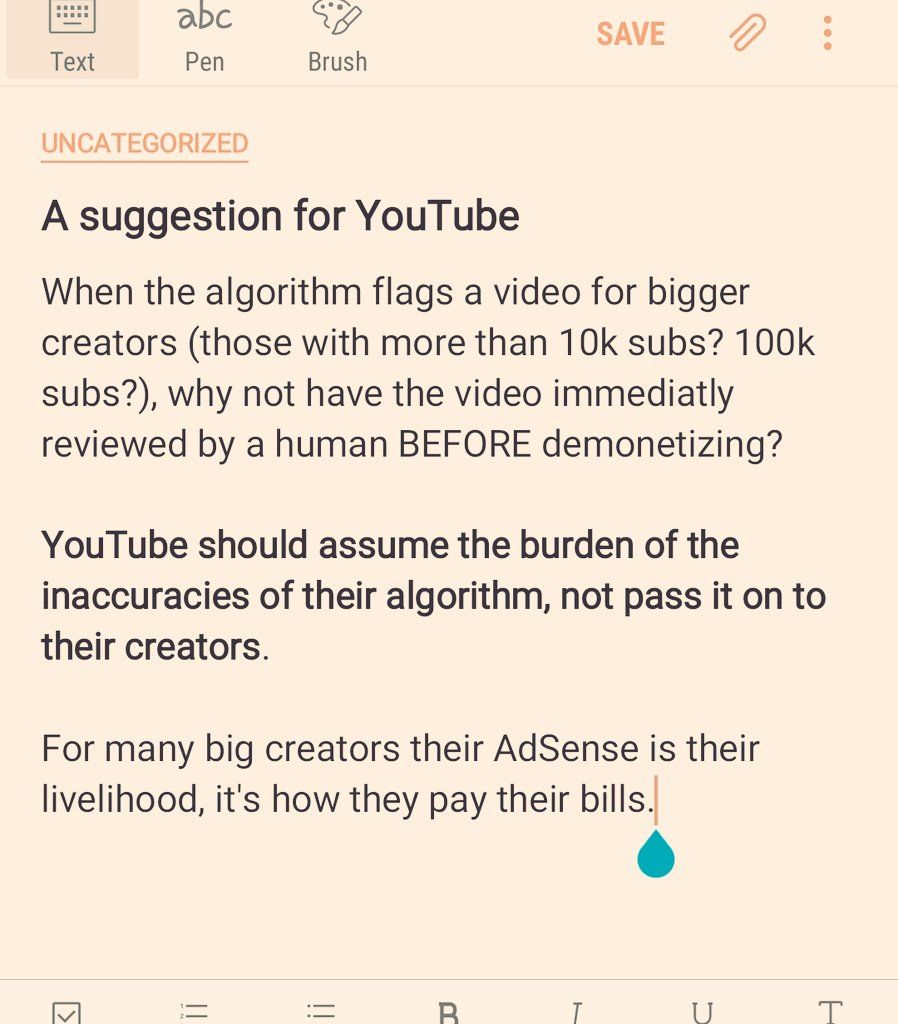 abc
Text Pen Brush SAVE
UNCATEGORIZED
A suggestion for YouTube
When the algorithm flags a video for bigger
creators (those with more than 10k subs? 100k
subs?), why not have the video immediatly
reviewed by a human BEFORE demonetizing?
YouTube should assume the burden of the
inaccuracies of their algorithm, not pass it on to
their creators.
For many big creators their AdSense is their
livelihood, it's how they pay their bills.
B I U T